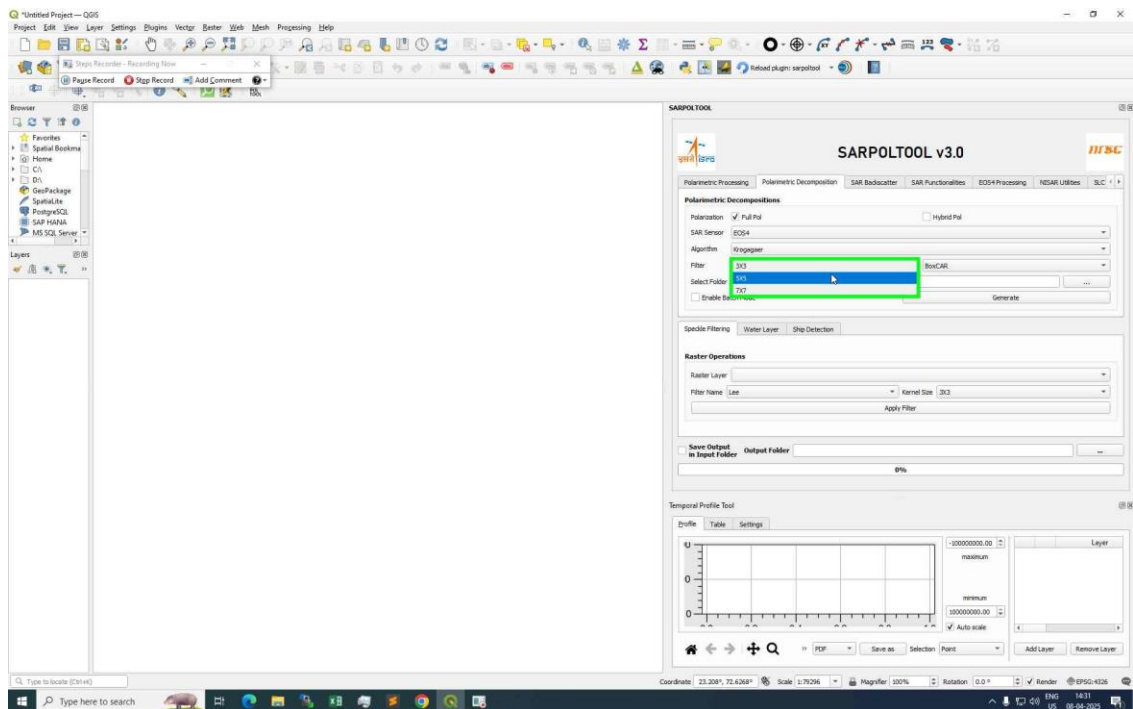 *Untitled Project — QGIS
Project Edit View Layer Settings Plugins Vector Raster Web Mesh Processing Help
Steps Recorder - Recording Now
Pause Record Stop Record Add Comment
Reload plugin: sarpoltool
Browser
Favorites
Spatial Bookma
Home
C:\
D:\
GeoPackage
SpatiaLite
PostgreSQL
SAP HANA
MS SQL Server
Layers
SARPOLTOOL
SARPOLTOOL v3.0
इसरो isro
nrsc
Polarimetric Processing Polarimetric Decomposition SAR Backscatter SAR Functionalities EOS4 Processing NISAR Utilities SLC
Polarimetric Decompositions
Polarization Full Pol Hybrid Pol
SAR Sensor EOS4
Algorithm Krogagaer
Filter 3X3 BoxCAR
5X5
Select Folder ...
7X7
Generate
Speckle Filtering Water Layer Ship Detection
Raster Operations
Raster Layer
Filter Name Lee Kernel Size 3X3
Apply Filter
Save Output in Input Folder Output Folder ...
0%
Temporal Profile Tool
Profile Table Settings
-100000000.00
maximum
minimum
100000000.00
Auto scale
Layer
PDF Save as Selection Point Add Layer Remove Layer
Type to locate (Ctrl+K)
Coordinate 23.208°, 72.6268° Scale 1:79296 Magnifier 100% Rotation 0.0 ° Render EPSG:4326
Type here to search
ENG 14:31
US 08-04-2025